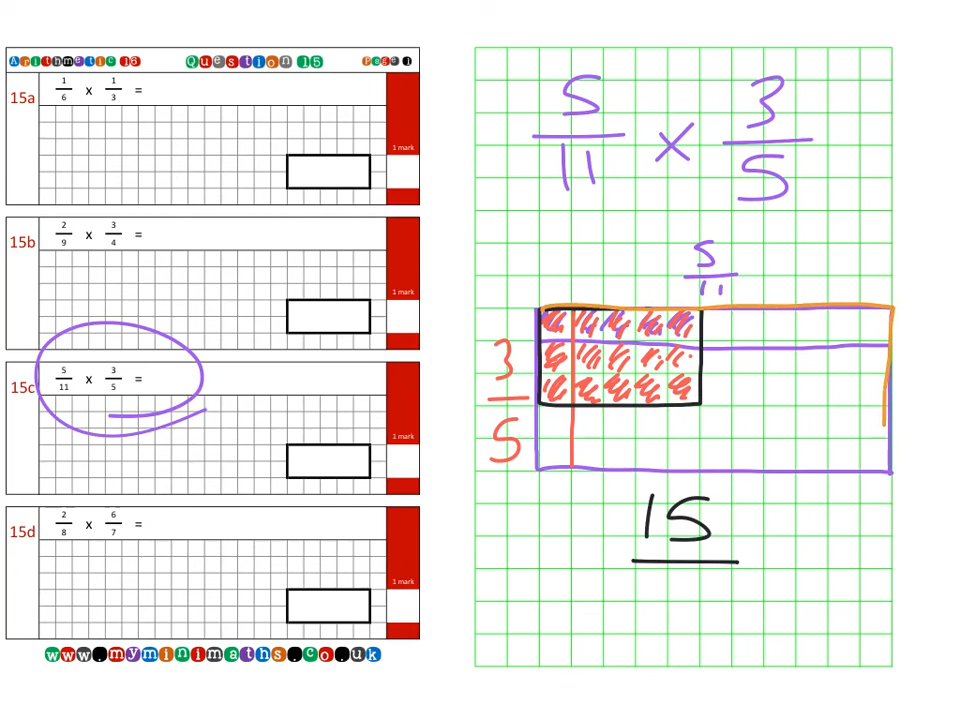 Arithmetic 16 Question 15 Page 1
15a 1/6 x 1/3 =
1 mark
15b 2/9 x 3/4 =
1 mark
15c 5/11 x 3/5 =
1 mark
15d 2/8 x 6/7 =
1 mark
www.myminimaths.co.uk
5/11 × 3/5
5/11
3/5
15